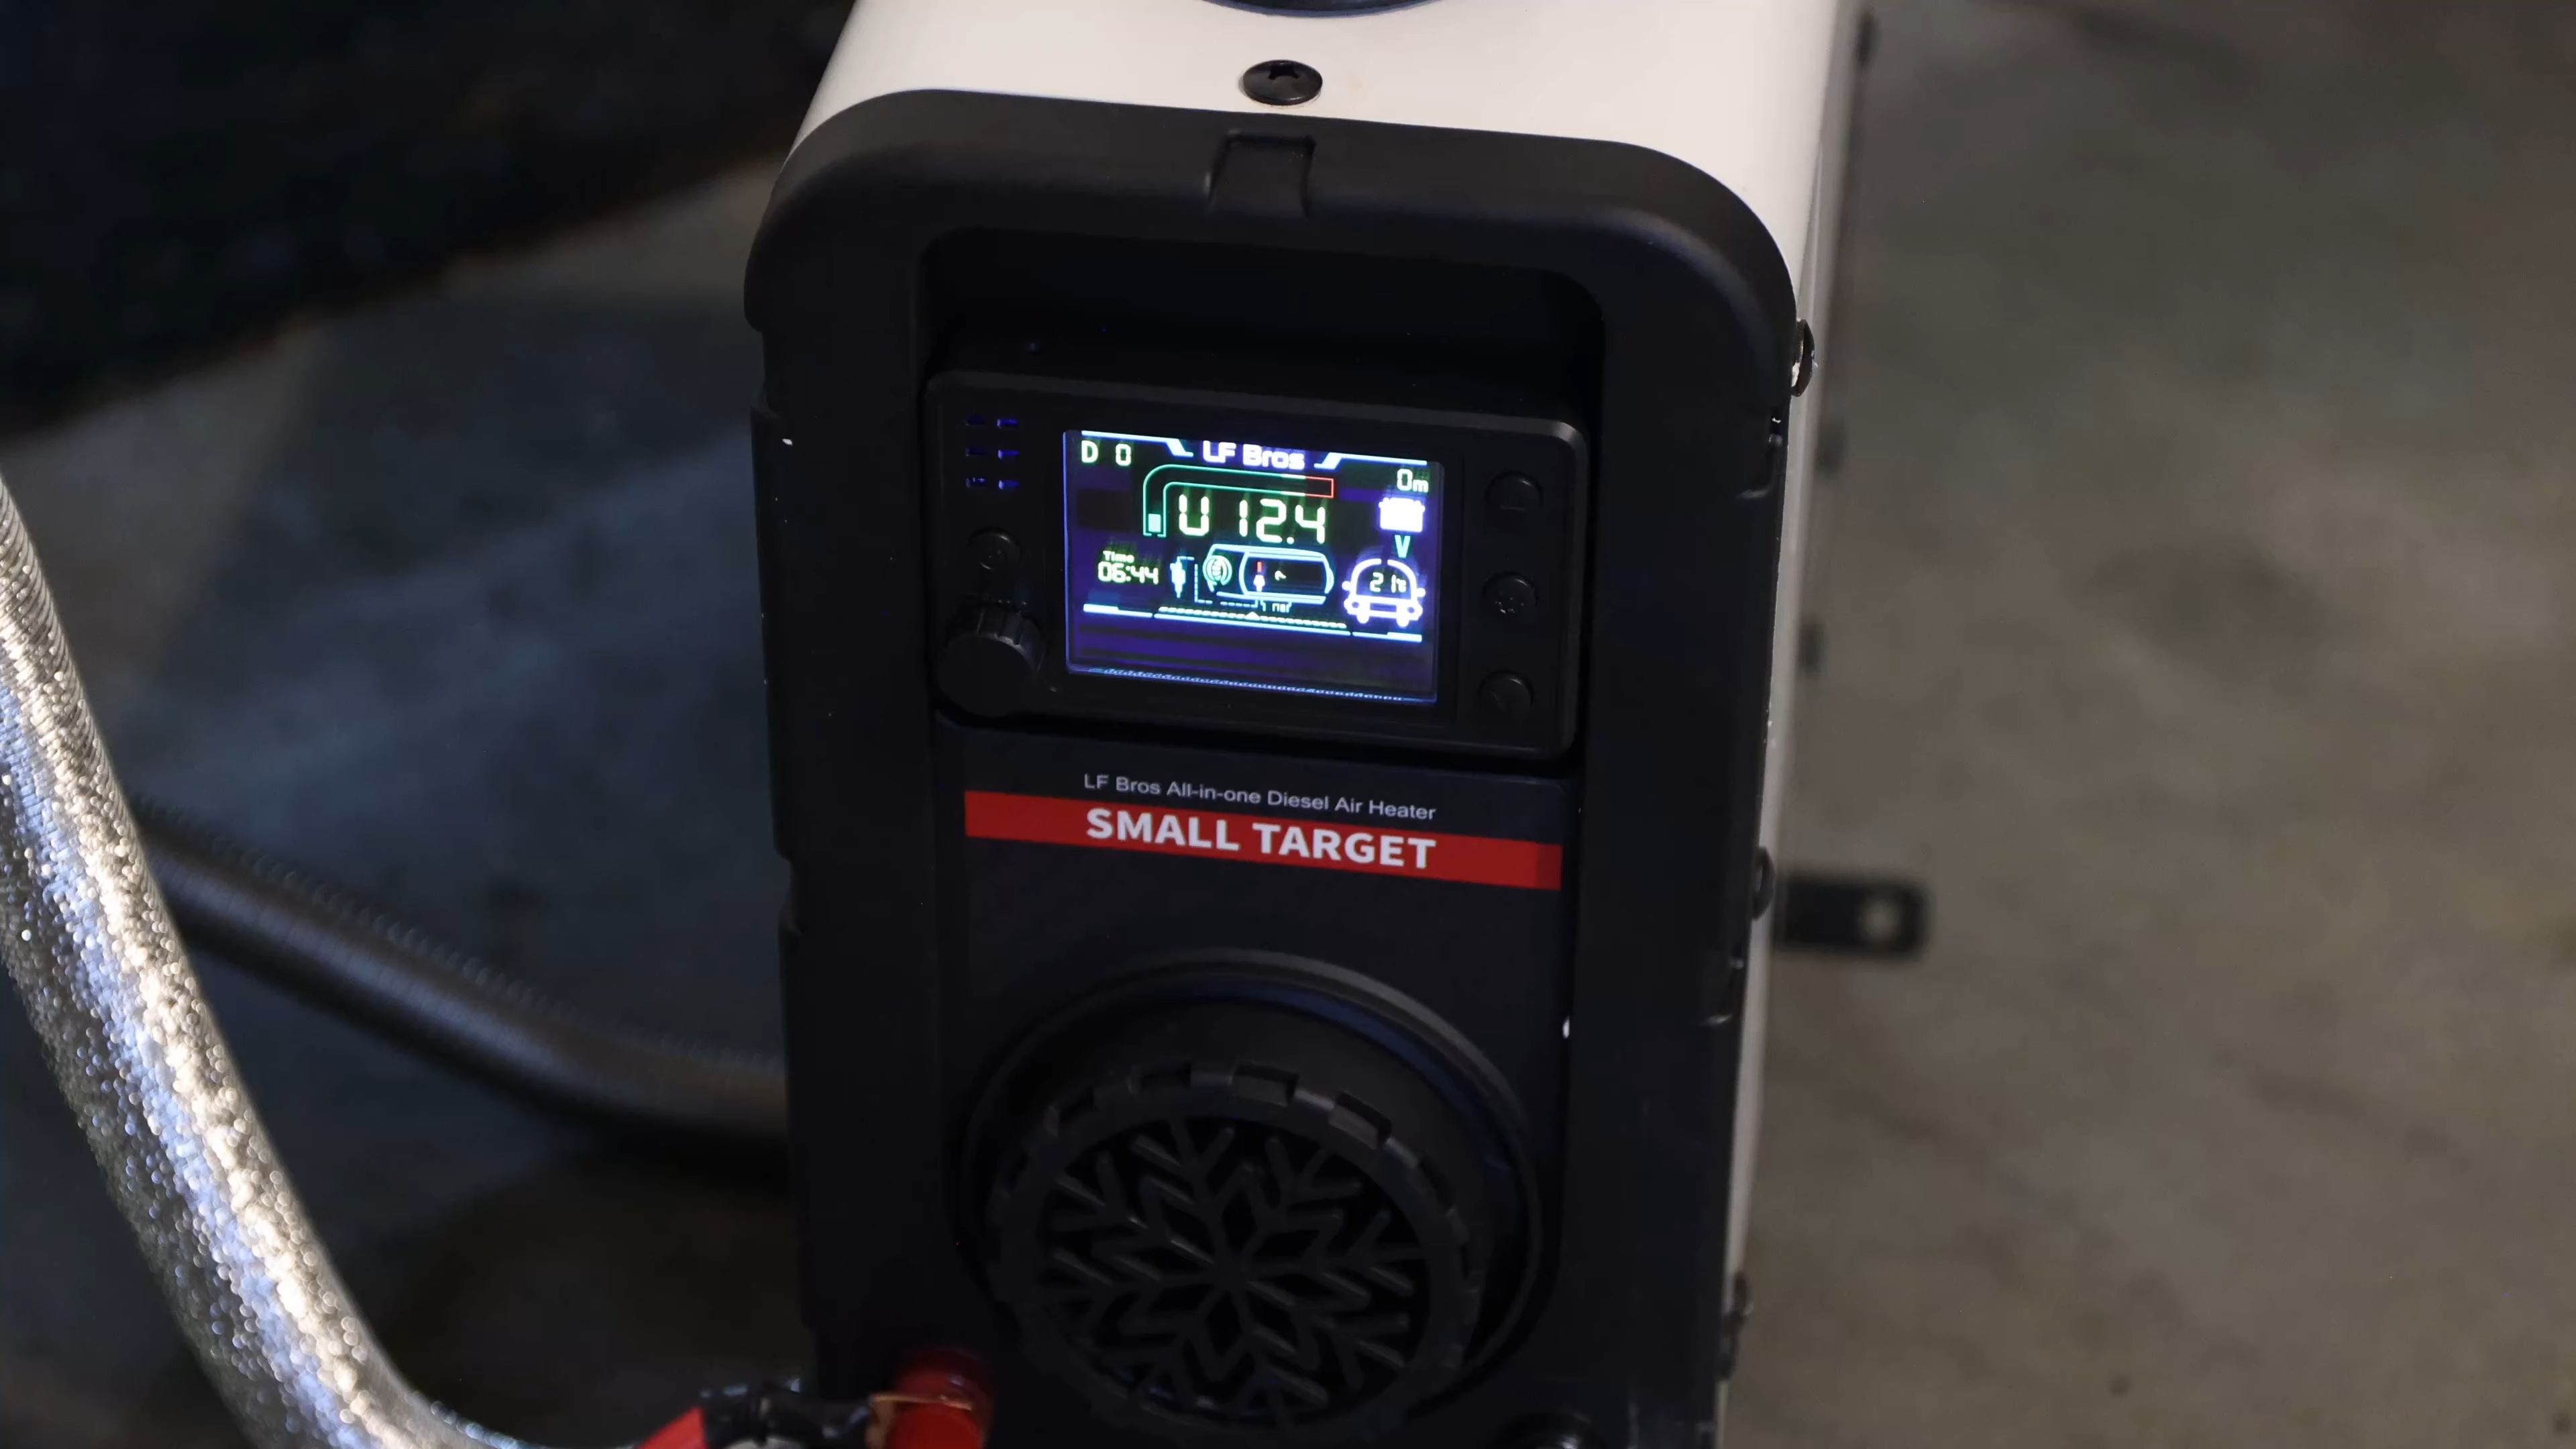 D 0
LF Bros
0m
U 12.4
V
Time
06:44
21°c
LF Bros All-in-one Diesel Air Heater
SMALL TARGET